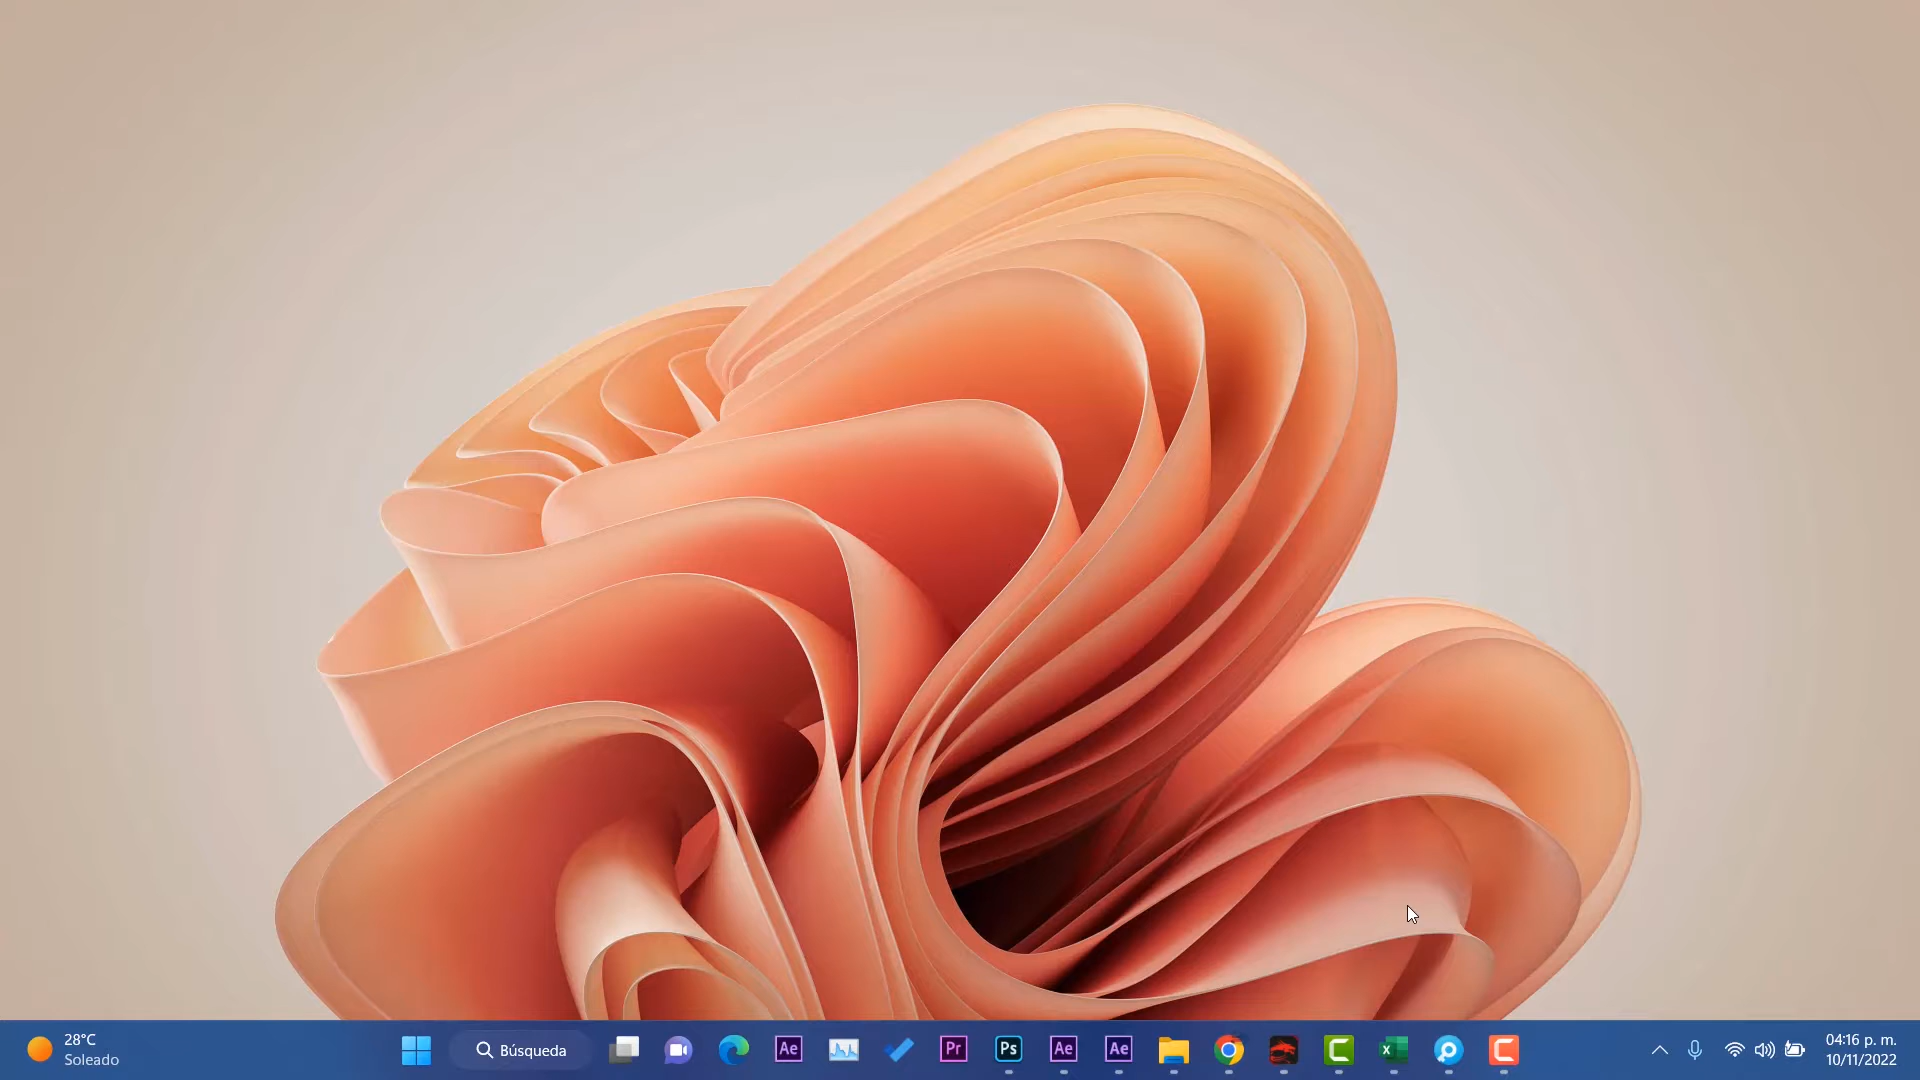 28°C
Soleado
Búsqueda
Ae
Pr
Ps
Ae
Ae
04:16 p. m.
10/11/2022